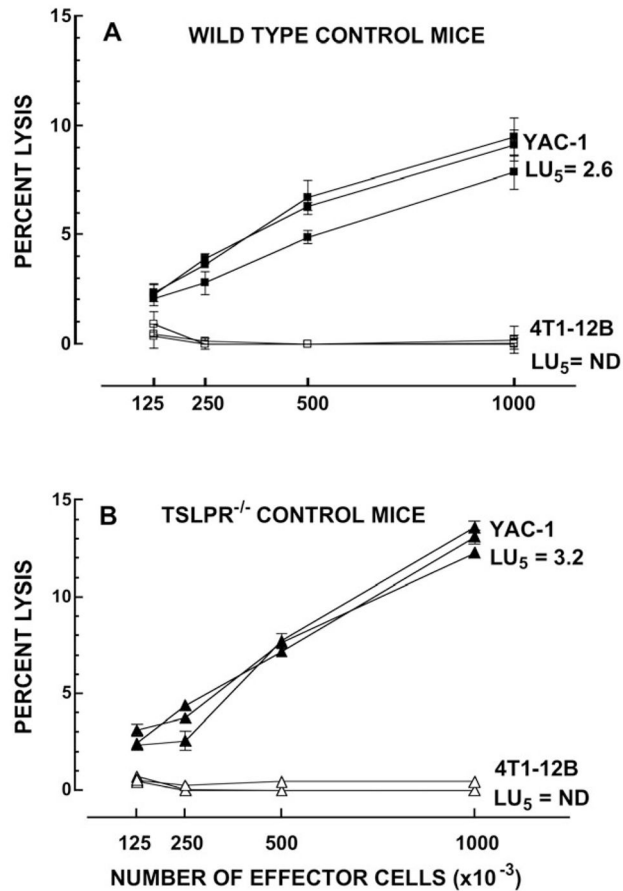 15
A
WILD TYPE CONTROL MICE
10
YAC-1
LU5= 2.6
PERCENT LYSIS
5
4T1-12B
0
LU5= ND
125 250 500 1000
15
B
TSLPR-/- CONTROL MICE
YAC-1
LU5 = 3.2
10
PERCENT LYSIS
5
4T1-12B
0
LU5 = ND
125 250 500 1000
NUMBER OF EFFECTOR CELLS (x10-3)